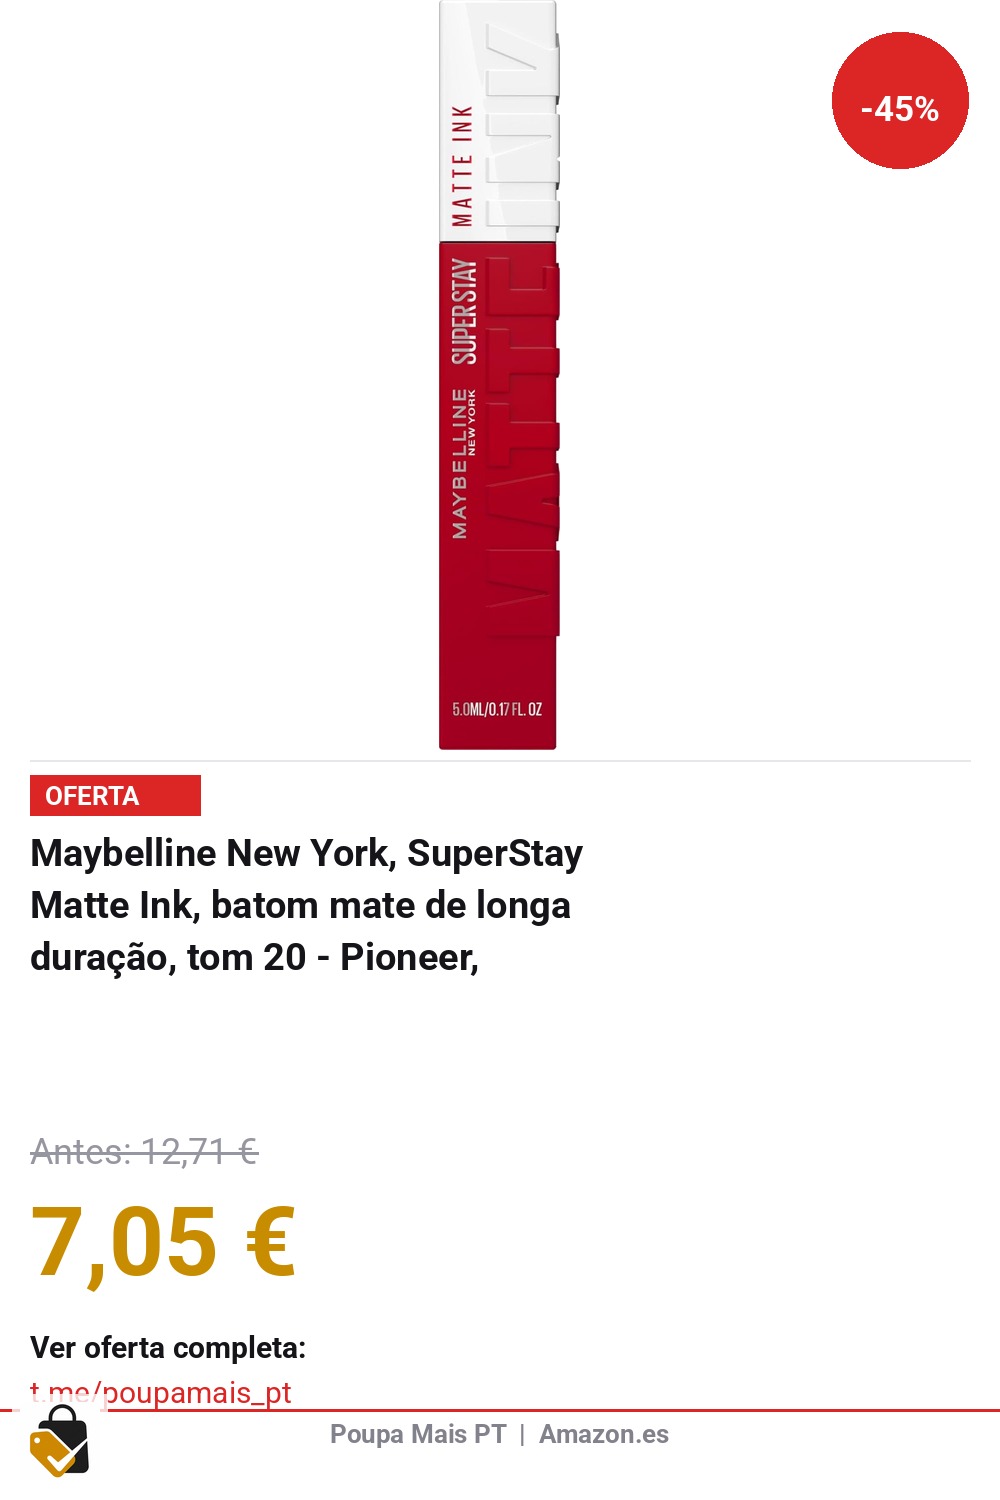 -45%
MATTE INK
INK
SUPERSTAY
MATTE
MAYBELLINE
NEW YORK
5.0ML/0.17 FL. OZ
OFERTA
Maybelline New York, SuperStay
Matte Ink, batom mate de longa
duração, tom 20 - Pioneer,
Antes: 12,71 €
7,05 €
Ver oferta completa:
t.me/poupamais_pt
Poupa Mais PT | Amazon.es